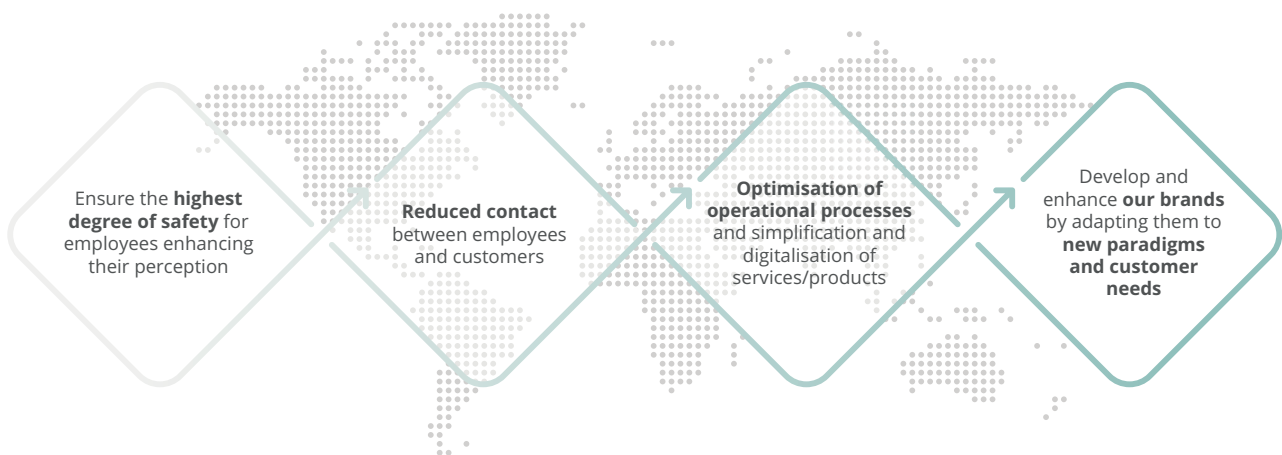 Ensure the highest
degree of safety for
employees enhancing
their perception
Reduced contact
between employees
and customers
Optimisation of
operational processes
and simplification and
digitalisation of
services/products
Develop and
enhance our brands
by adapting them to
new paradigms
and customer
needs